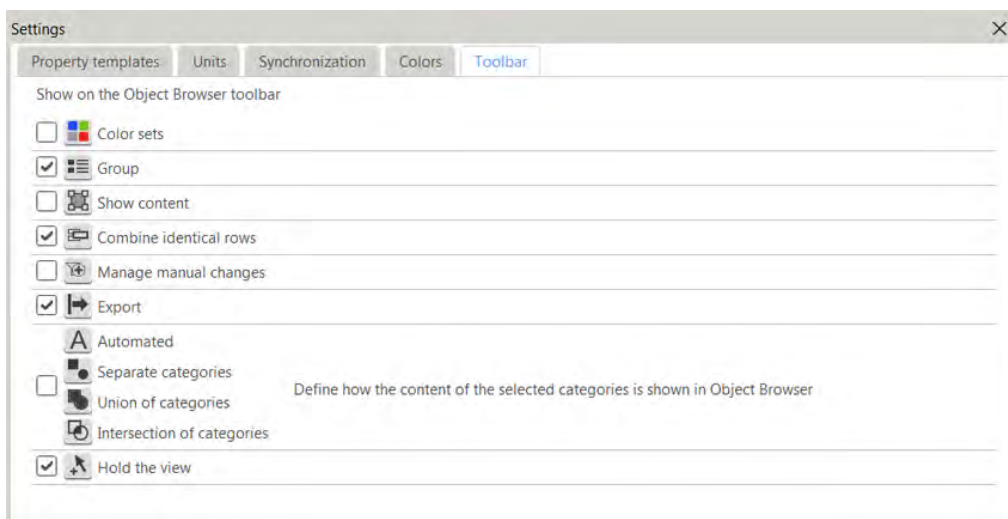 Settings
Property templates Units Synchronization Colors Toolbar
Show on the Object Browser toolbar
Color sets
Group
Show content
Combine identical rows
Manage manual changes
Export
A Automated
Separate categories
Define how the content of the selected categories is shown in Object Browser
Union of categories
Intersection of categories
Hold the view